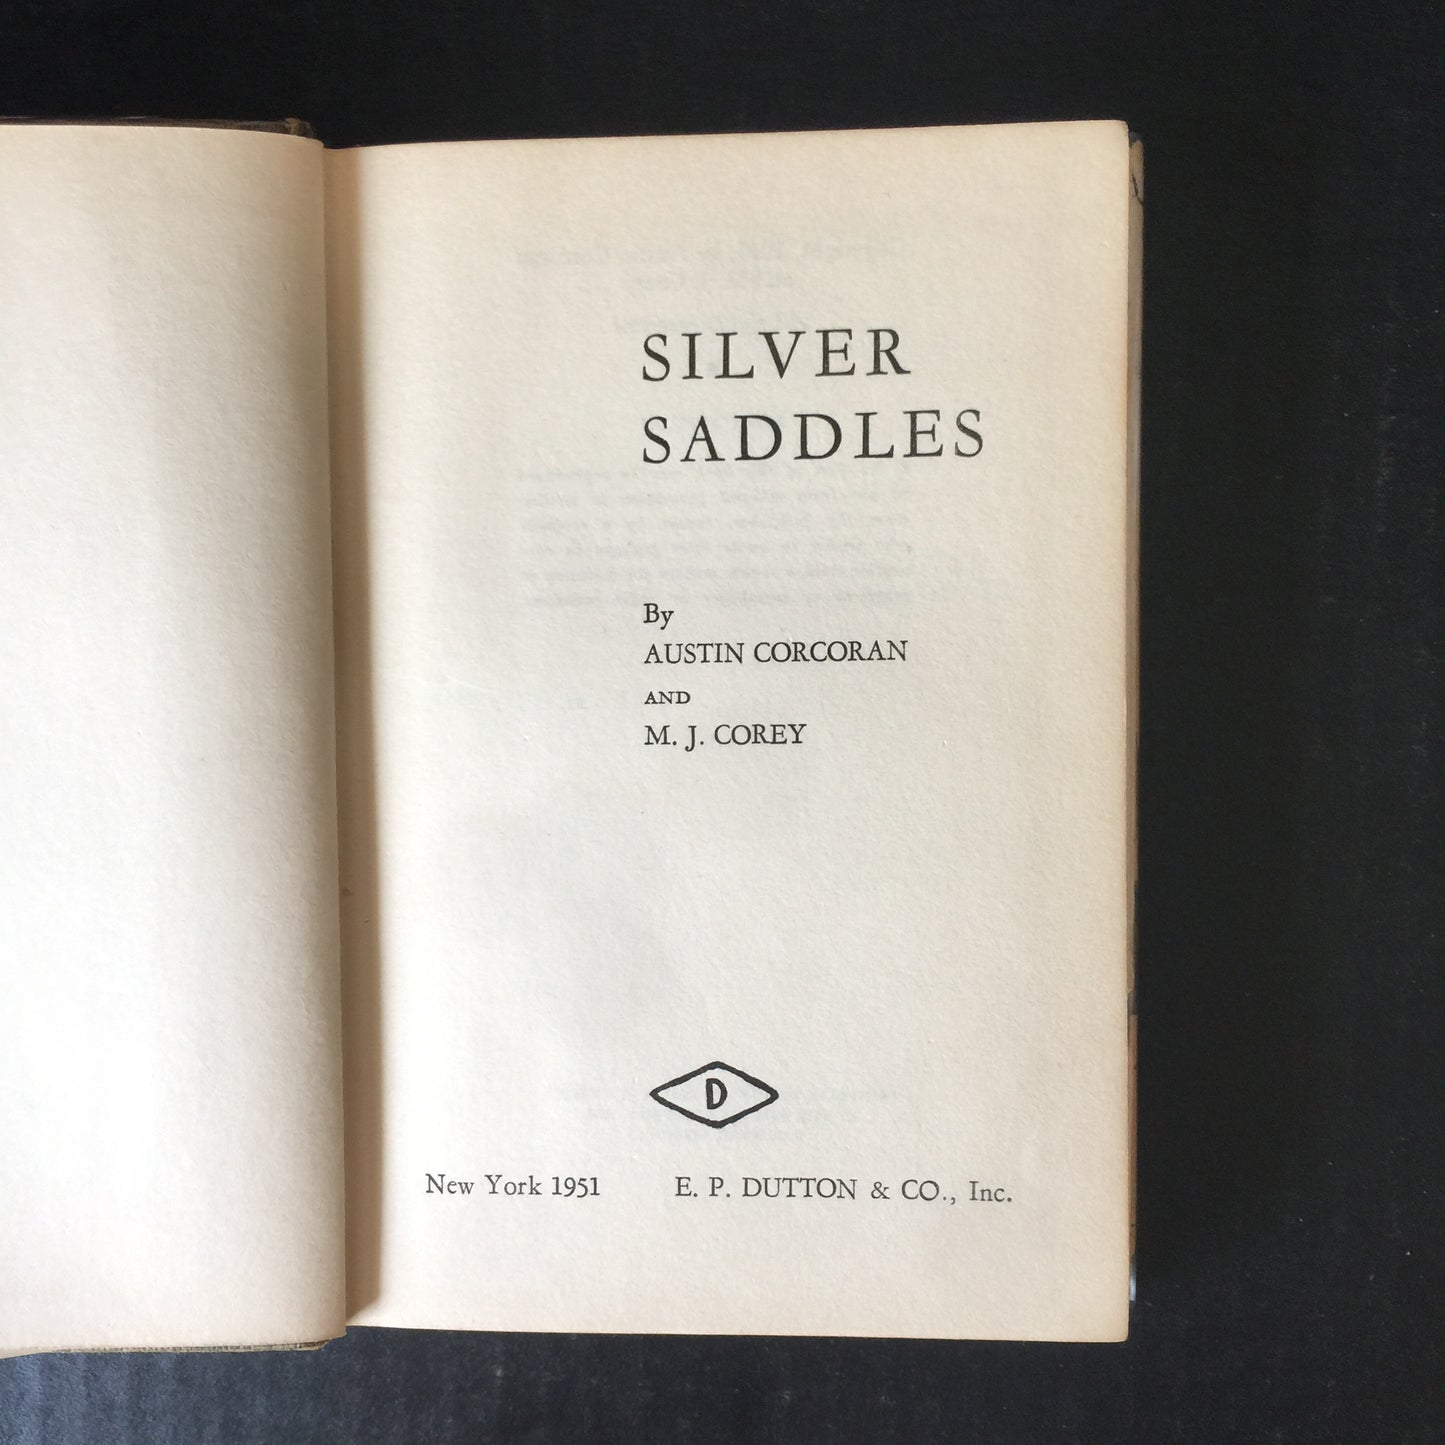 SILVER
SADDLES
By
AUSTIN CORCORAN
AND
M. J. COREY
D
New York 1951 E. P. DUTTON & CO., Inc.